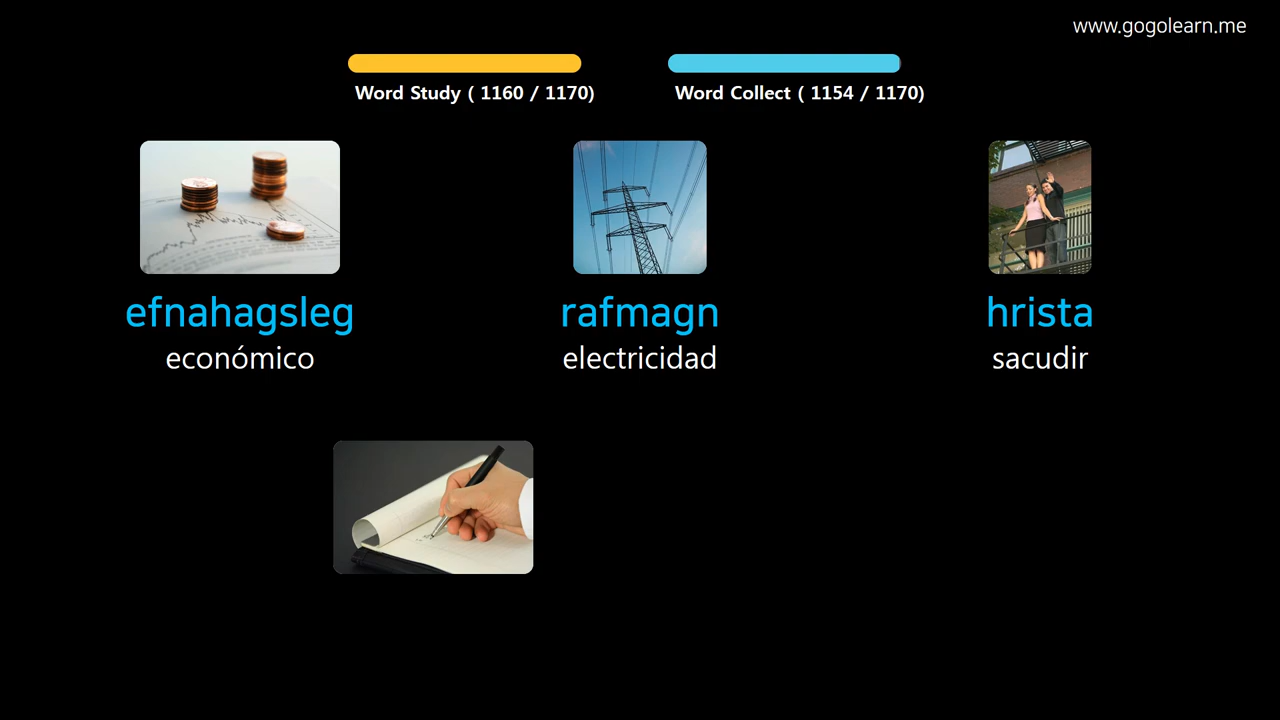 www.gogolearn.me
Word Study ( 1160 / 1170)
Word Collect ( 1154 / 1170)
efnahagsleg
rafmagn
hrista
económico
electricidad
sacudir